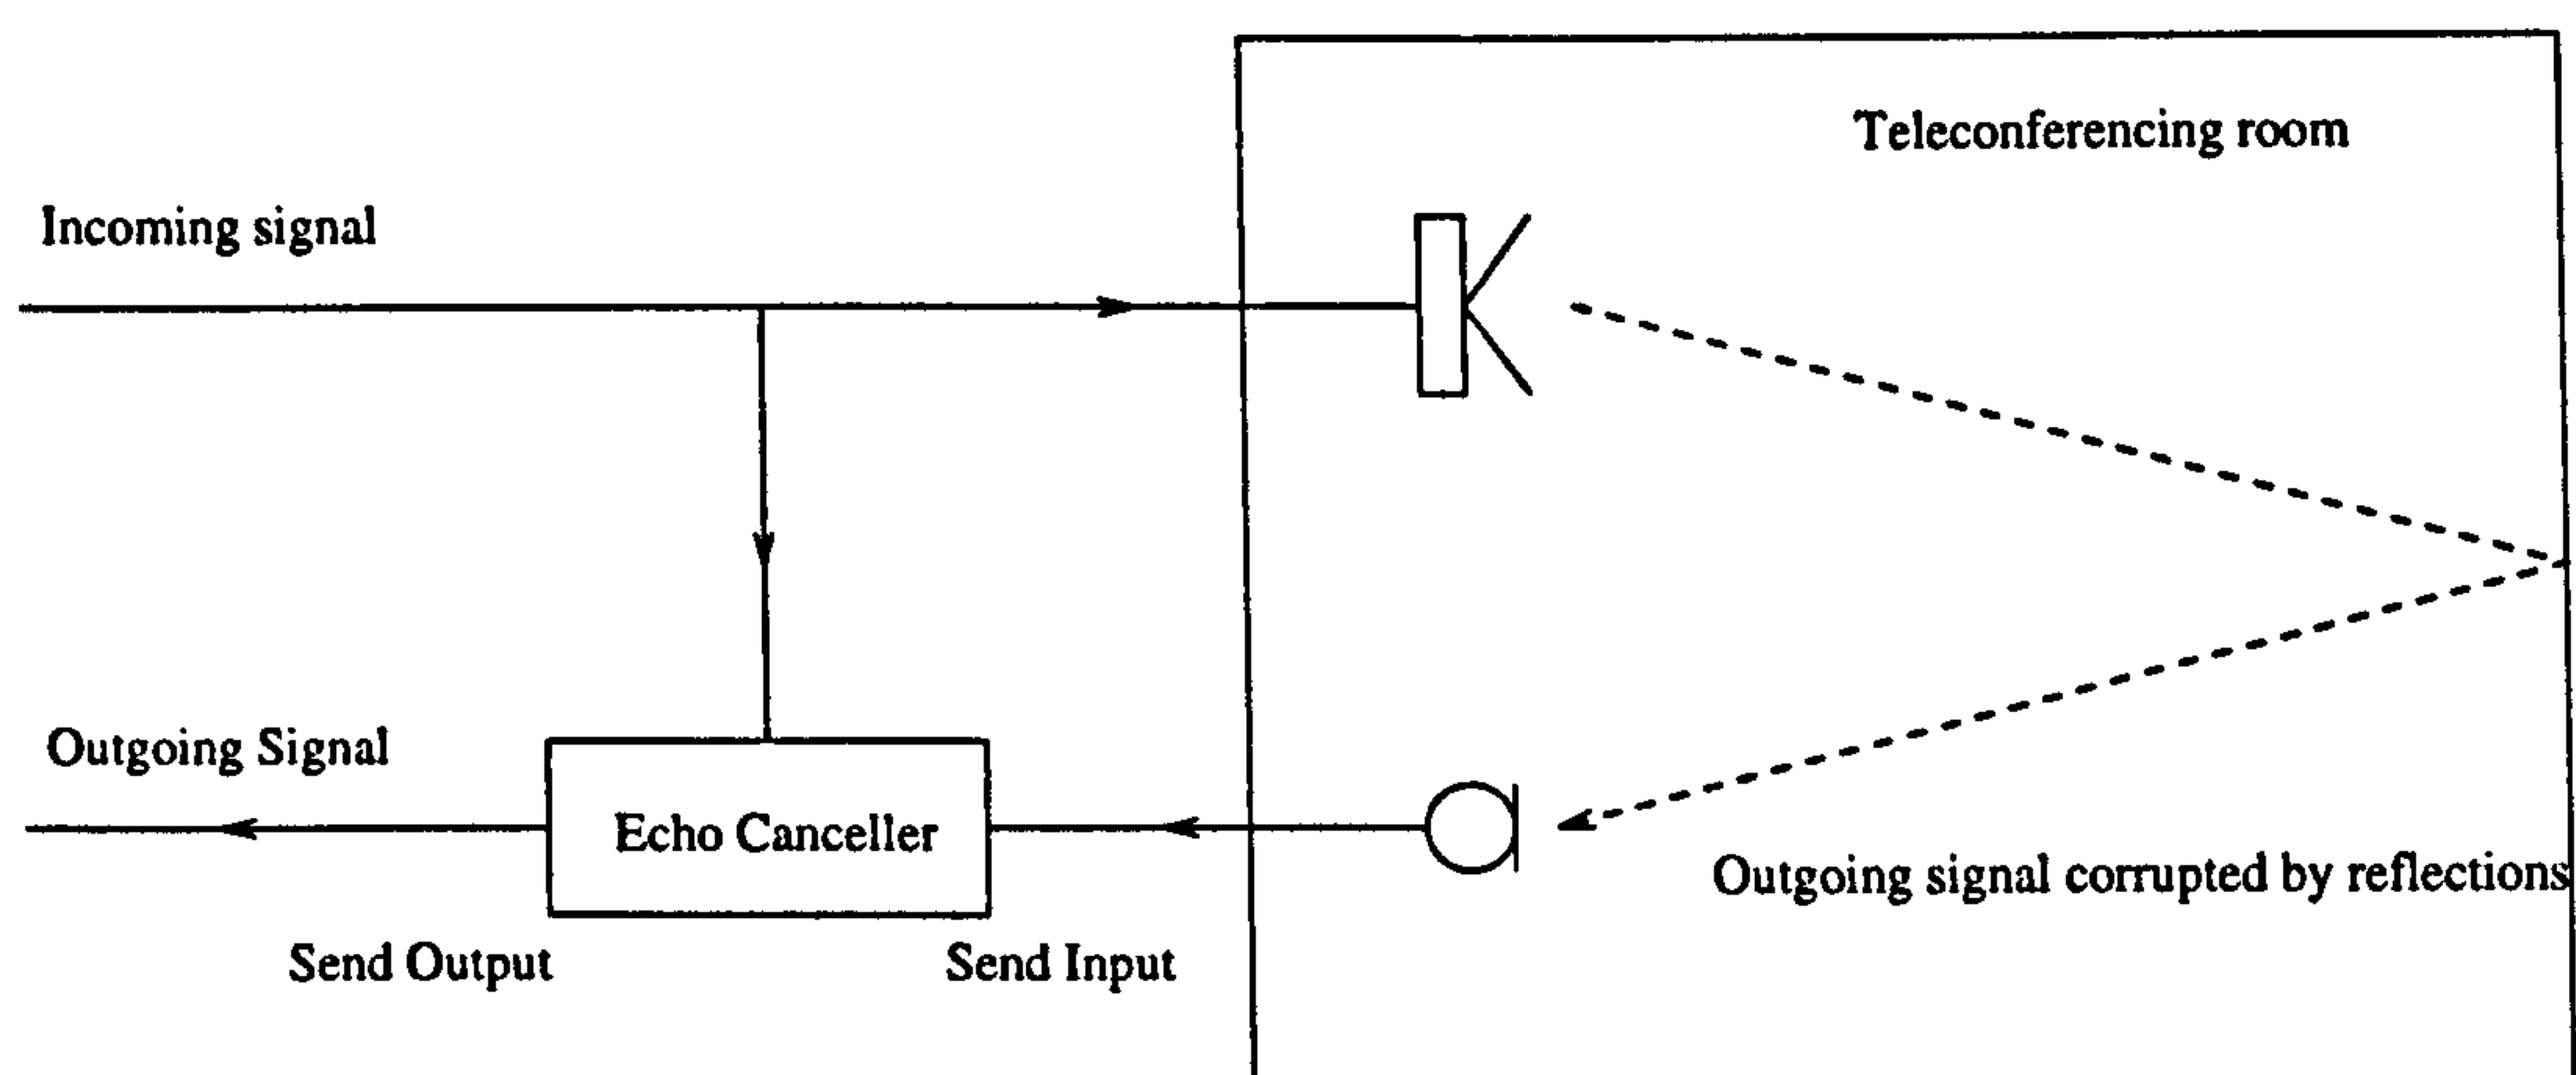 Teleconferencing room
Incoming signal
Outgoing Signal
Echo Canceller
Outgoing signal corrupted by reflections
Send Output
Send Input